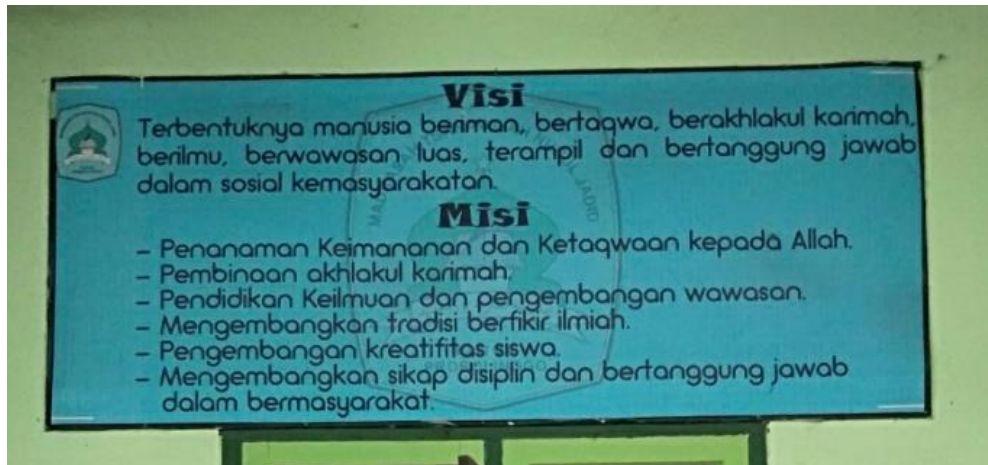 Visi
Terbentuknya manusia beriman, bertaqwa, berakhlakul karimah,
berilmu, berwawasan luas, terampil dan bertanggung jawab
dalam sosial kemasyarakatan.
Misi
- Penanaman Keimananan dan Ketaqwaan kepada Allah.
- Pembinaan akhlakul karimah.
- Pendidikan Keilmuan dan pengembangan wawasan.
- Mengembangkan tradisi berfikir ilmiah.
- Pengembangan kreatifitas siswa.
- Mengembangkan sikap disiplin dan bertanggung jawab
dalam bermasyarakat.